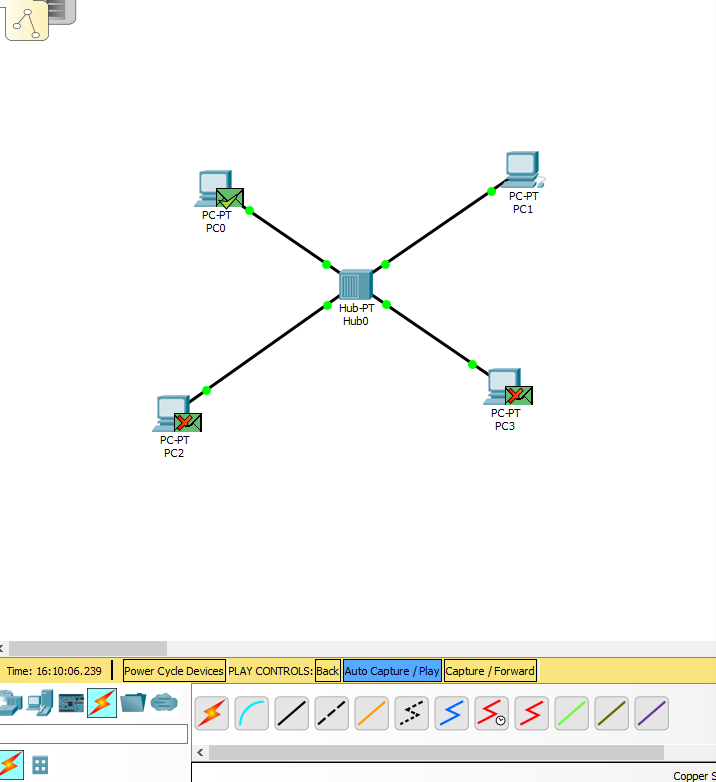 PC-PT
PC0
PC-PT
PC1
Hub-PT
Hub0
PC-PT
PC3
PC-PT
PC2
Time: 16:10:06.239 Power Cycle Devices PLAY CONTROLS: Back Auto Capture / Play Capture / Forward
Copper S